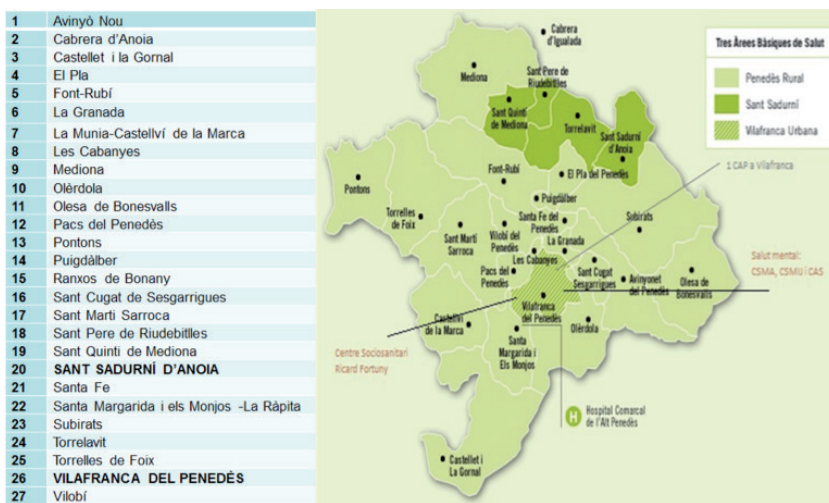 1 Avinyò Nou
2 Cabrera d'Anoia
3 Castellet i la Gornal
4 El Pla
5 Font-Rubí
6 La Granada
7 La Munia-Castellví de la Marca
8 Les Cabanyes
9 Mediona
10 Olèrdola
11 Olesa de Bonesvalls
12 Pacs del Penedès
13 Pontons
14 Puigdàlber
15 Ranxos de Bonany
16 Sant Cugat de Sesgarrigues
17 Sant Marti Sarroca
18 Sant Pere de Riudebitlles
19 Sant Quinti de Mediona
20 SANT SADURNÍ D'ANOIA
21 Santa Fe
22 Santa Margarida i els Monjos -La Ràpita
23 Subirats
24 Torrelavit
25 Torrelles de Foix
26 VILAFRANCA DEL PENEDÈS
27 Vilobí
Cabrera
d'Igualada
Tres Àrees Bàsiques de Salut
Penedès Rural
Sant Sadurní
Vilafranca Urbana
Mediona
Sant Pere de
Riudebitlles
Sant Quintí
de Mediona
Torrelavit
Sant Sadurní
d'Anoia
1 CAP a Vilafranca
Font-Rubí
El Pla del Penedès
Pontons
Puigdàlber
Torrelles
de Foix
Santa Fe del
Penedès
Subirats
Sant Martí
Sarroca
Vilobí del
Penedès
La Granada
Les Cabanyes
Salut mental:
CSMA, CSMIJ i CAS
Pacs del
Penedès
Sant Cugat
Sesgarrigues
Avinyonet
del Penedès
Olesa de
Bonesvalls
Vilafranca
del Penedès
Castellví
de la Marca
Olèrdola
Santa
Margarida i
Els Monjos
Centre Sociosanitari
Ricard Fortuny
H
Hospital Comarcal
de l'Alt Penedès
Castellet i
La Gornal